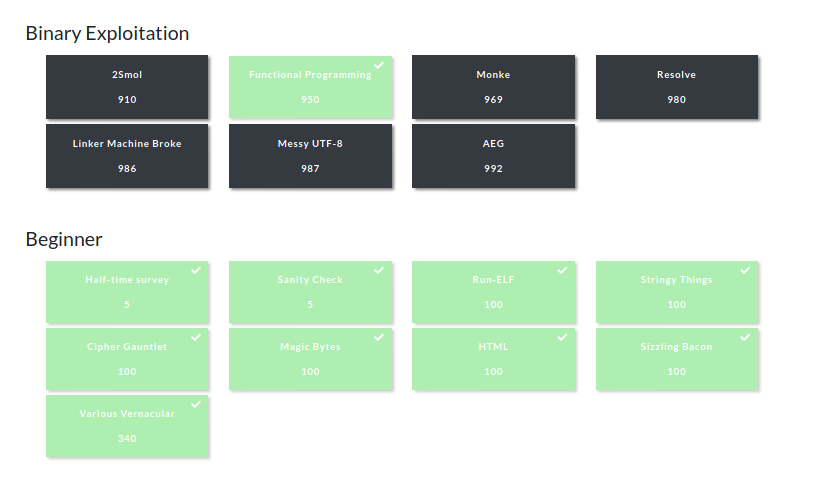 Binary Exploitation
2Smol
910
Functional Programming
950
Monke
969
Resolve
980
Linker Machine Broke
986
Messy UTF-8
987
AEG
992
Beginner
Half-time survey
5
Sanity Check
5
Run-ELF
100
Stringy Things
100
Cipher Gauntlet
100
Magic Bytes
100
HTML
100
Sizzling Bacon
100
Various Vernacular
340